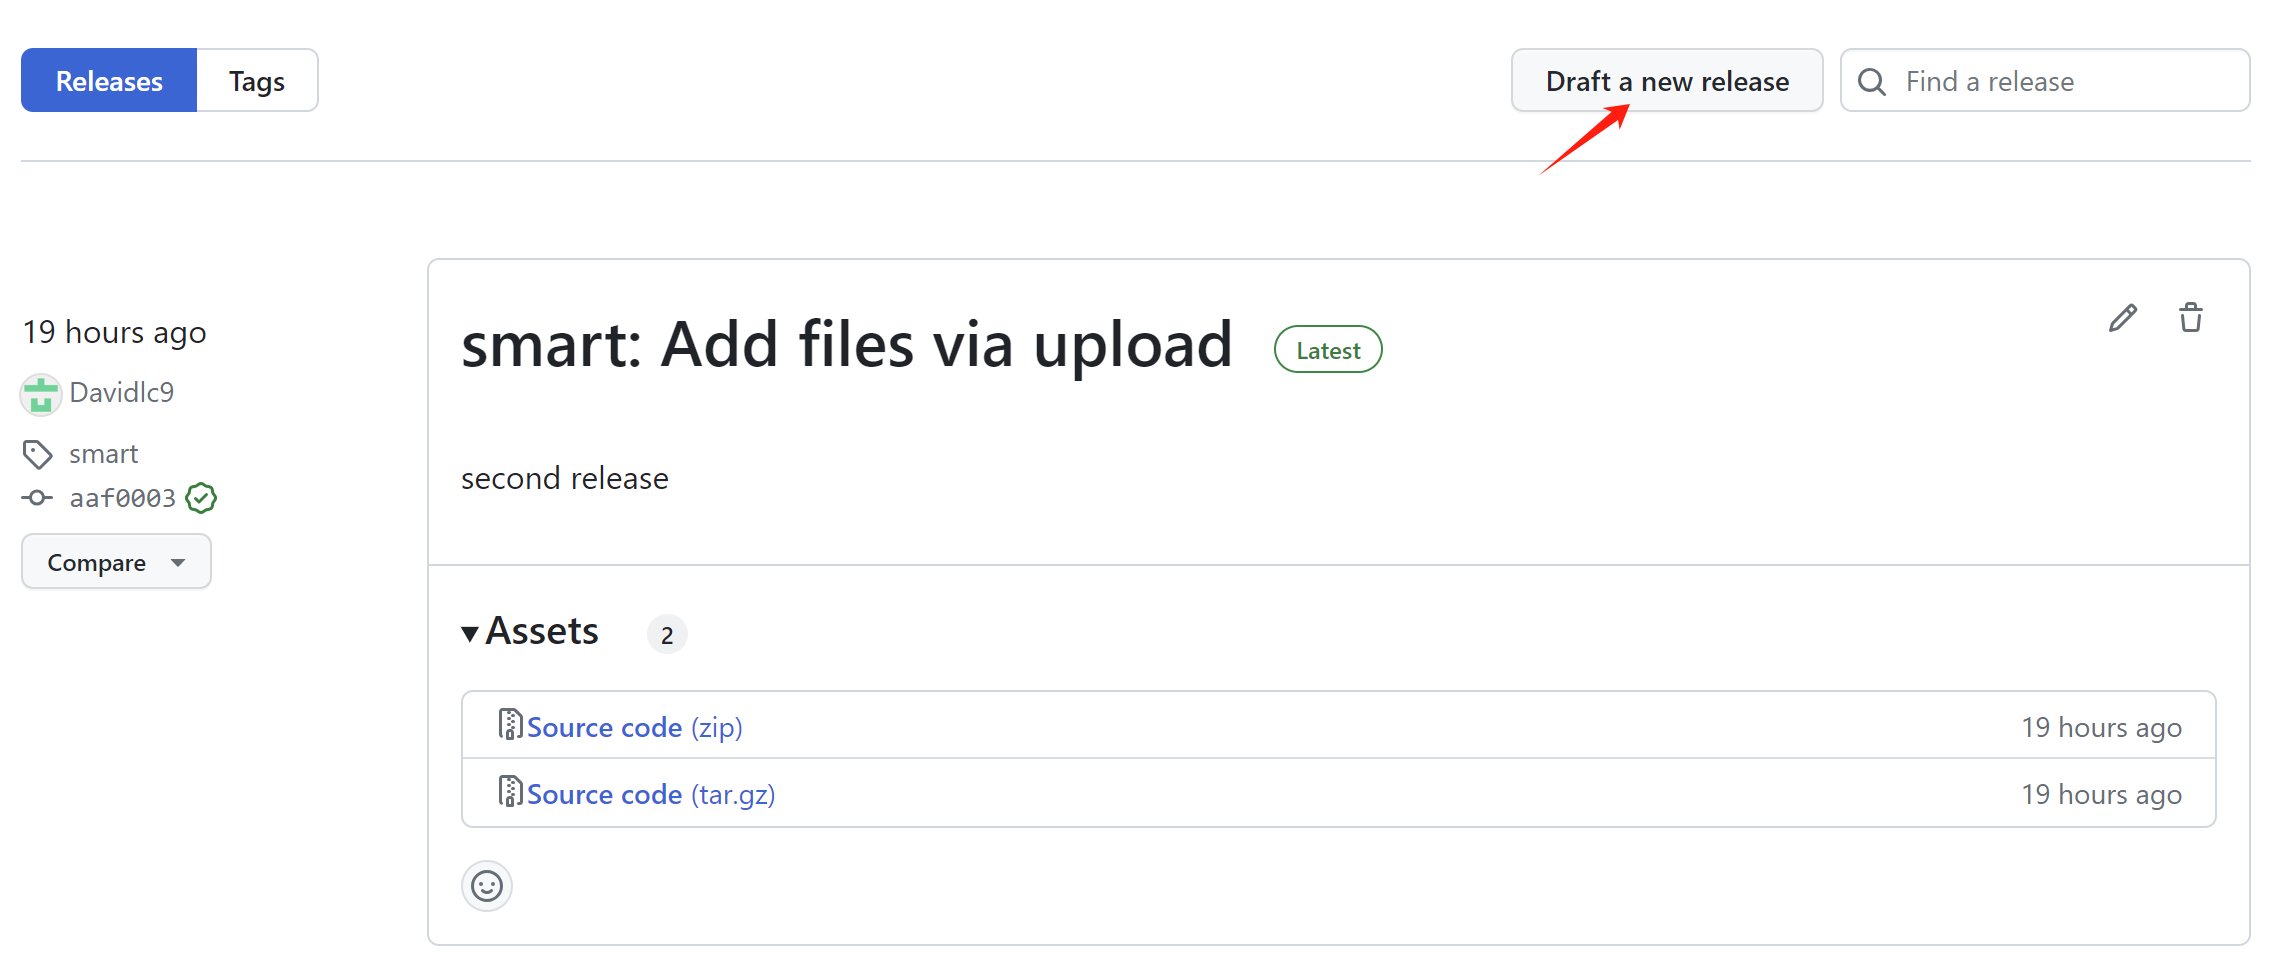 Releases
Tags
Draft a new release
Find a release
19 hours ago
Davidlc9
smart
aaf0003
Compare
smart: Add files via upload
Latest
second release
Assets
2
Source code (zip)
19 hours ago
Source code (tar.gz)
19 hours ago